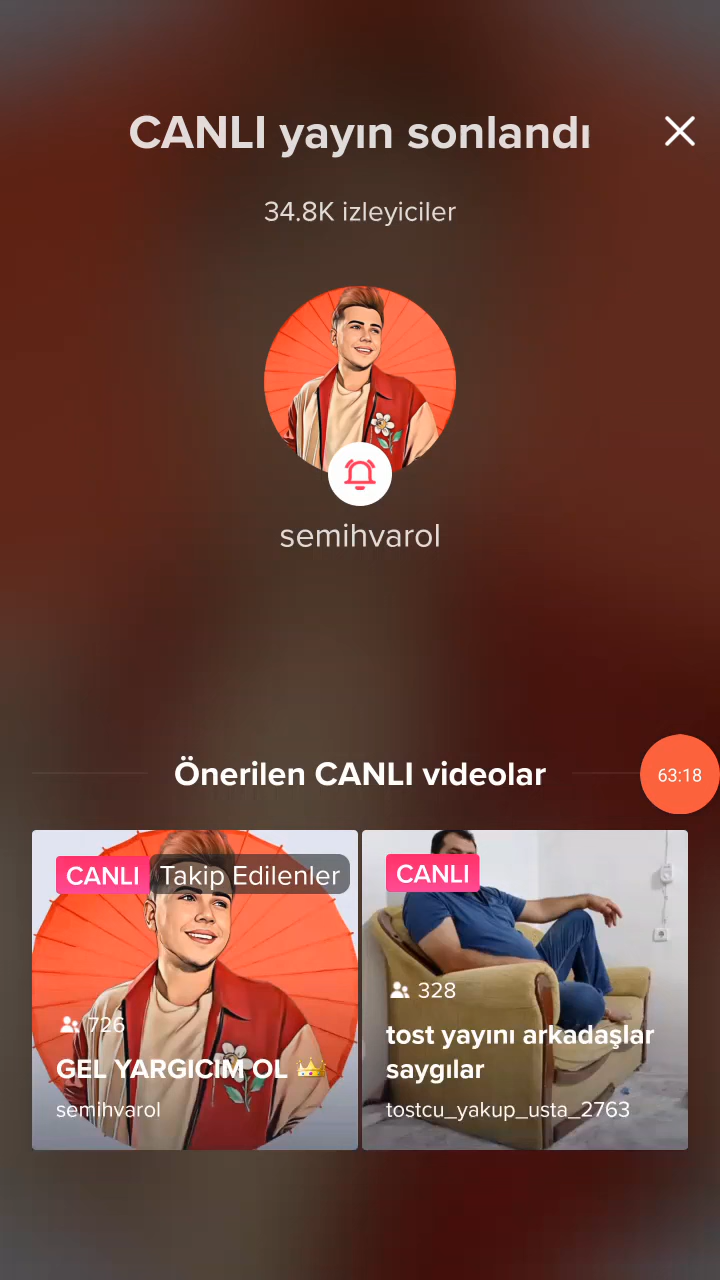 CANLI yayın sonlandı
34.8K izleyiciler
semihvarol
Önerilen CANLI videolar
63:18
CANLI Takip Edilenler
726
GEL YARGICIM OL 👑
semihvarol
CANLI
328
tost yayını arkadaşlar
saygılar
tostcu_yakup_usta_2763